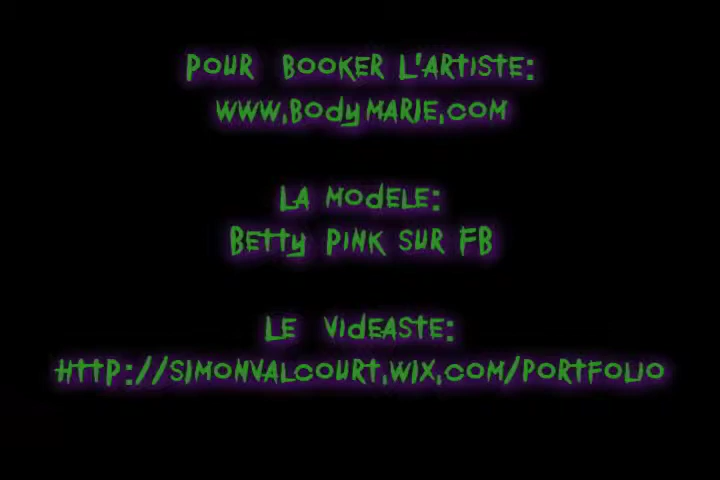 POUR BOOKER L'ARTISTE:
WWW.BodyMARIE.COM
LA MODELE:
BETTY PINK SUR FB
LE VIDEASTE:
HTTP://SIMONVALCOURT.WIX.COM/PORTFOLIO